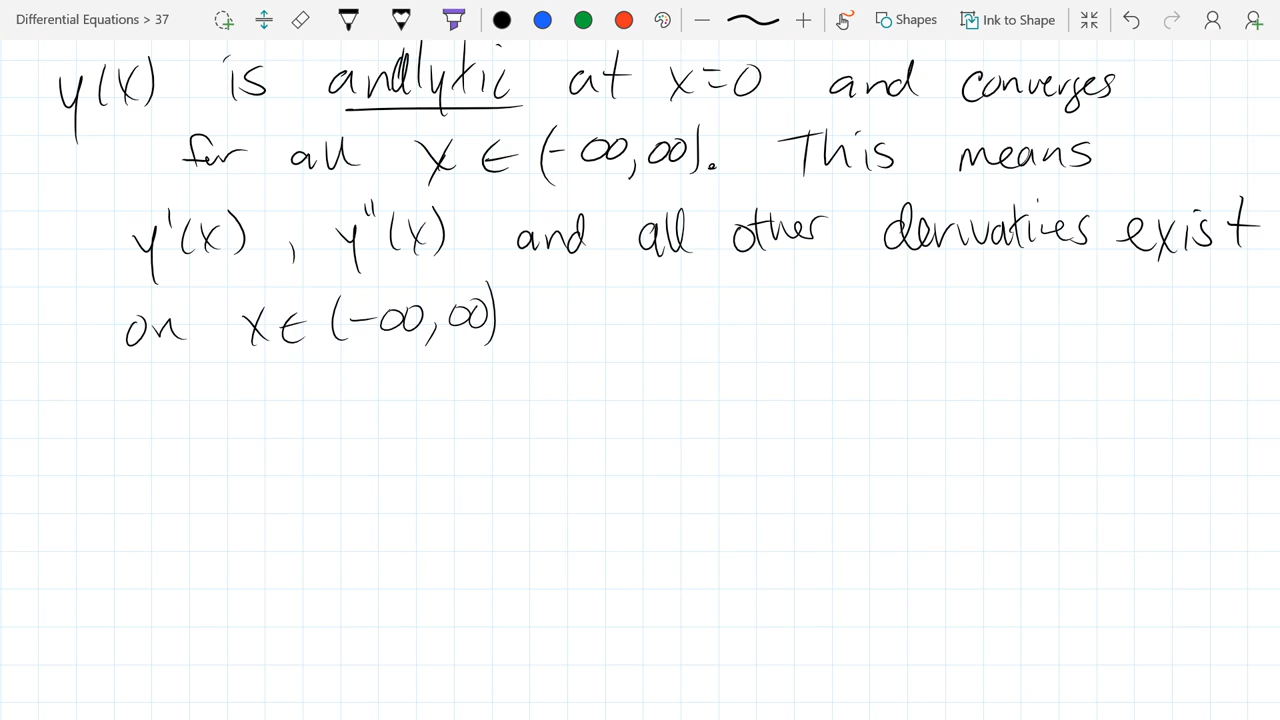 Differential Equations > 37
Shapes
Ink to Shape
y(x) is analytic at x=0 and converges
for all x ∈ (-∞,∞). This means
y'(x), y''(x) and all other derivatives exist
on x ∈ (-∞,∞)